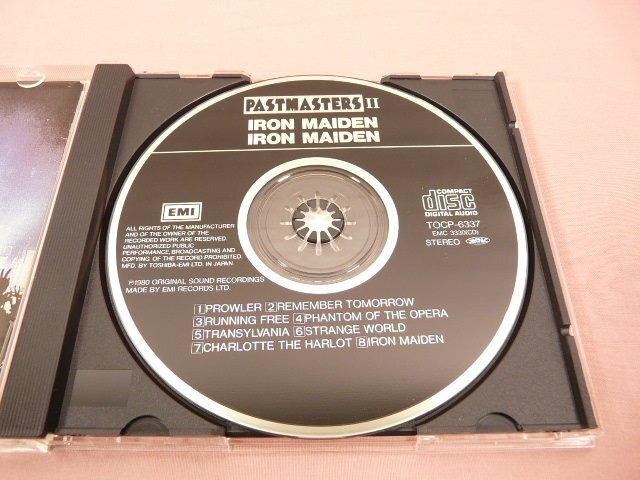 PASTMASTERS II
IRON MAIDEN
IRON MAIDEN
EMI
ALL RIGHTS OF THE MANUFACTURER
AND OF THE OWNER OF THE
RECORDED WORK ARE RESERVED.
UNAUTHORIZED PUBLIC
PERFORMANCE, BROADCASTING AND
COPYING OF THE RECORD PROHIBITED.
MFD. BY TOSHIBA-EMI LTD. IN JAPAN.
COMPACT
disc
DIGITAL AUDIO
TOCP-6337
EMC 3330(CD)
STEREO
℗1980 ORIGINAL SOUND RECORDINGS
MADE BY EMI RECORDS LTD.
1 PROWLER 2 REMEMBER TOMORROW
3 RUNNING FREE 4 PHANTOM OF THE OPERA
5 TRANSYLVANIA 6 STRANGE WORLD
7 CHARLOTTE THE HARLOT 8 IRON MAIDEN